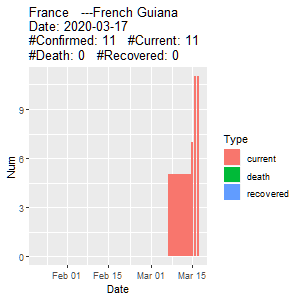 France   ---French Guiana
Date: 2020-03-17
#Confirmed: 11   #Current: 11
#Death: 0   #Recovered: 0
Num
9
6
3
0
Feb 01
Feb 15
Mar 01
Mar 15
Date
Type
current
death
recovered